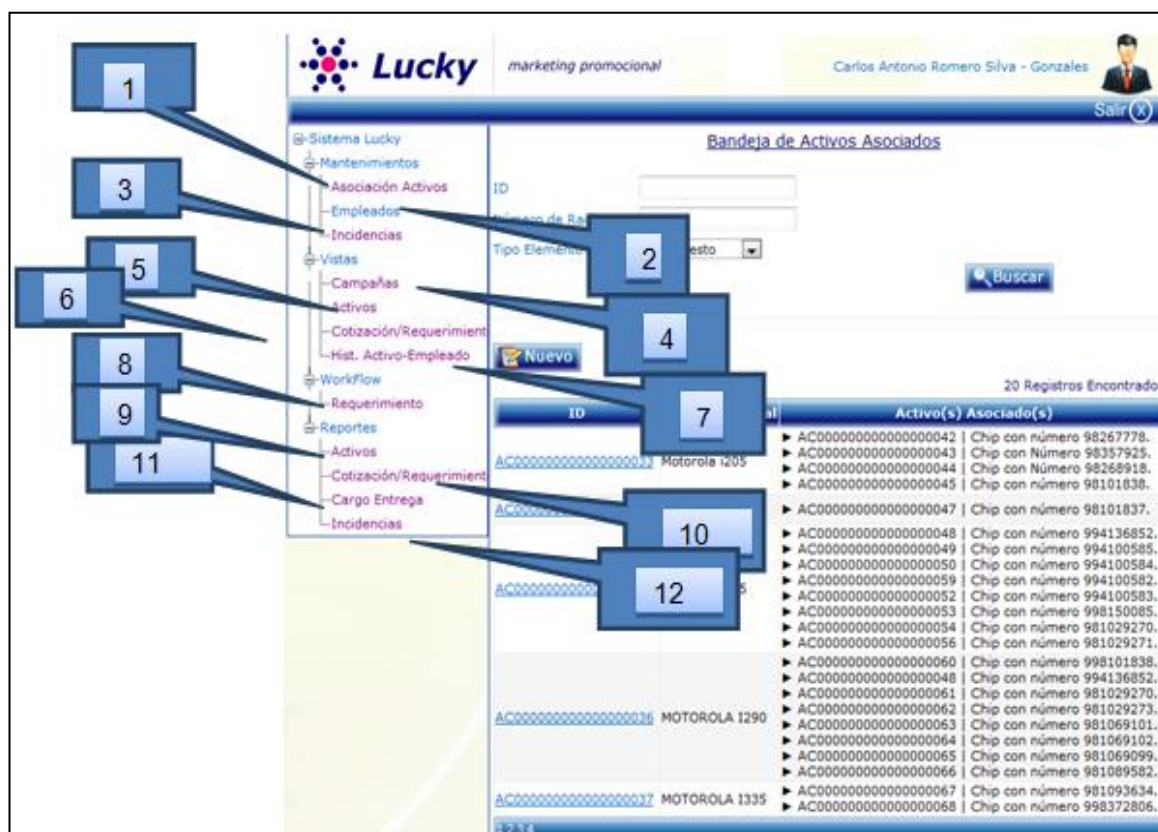 Lucky
marketing promocional
Carlos Antonio Romero Silva - Gonzales
Salir X
Sistema Lucky
Mantenimientos
Asociación Activos
Empleados
Incidencias
Vistas
Campañas
Activos
Cotización/Requerimient
Hist. Activo-Empleado
WorkFlow
Requerimiento
Reportes
Activos
Cotización/Requerimient
Cargo Entrega
Incidencias
1
3
5
6
8
9
11
2
4
7
10
12
Bandeja de Activos Asociados
ID
Número de
Tipo Elemento
Buscar
Nuevo
20 Registros Encontrado
ID
Activo(s) Asociado(s)
AC000000000000000033 Motorola i205
► AC000000000000000042 | Chip con número 98267778.
► AC000000000000000043 | Chip con Número 98357925.
► AC000000000000000044 | Chip con número 98268918.
► AC000000000000000045 | Chip con número 98101838.
► AC000000000000000047 | Chip con número 98101837.
► AC000000000000000048 | Chip con número 994136852.
► AC000000000000000049 | Chip con número 994100585.
► AC000000000000000050 | Chip con número 994100584.
► AC000000000000000059 | Chip con número 994100582.
► AC000000000000000052 | Chip con número 994100583.
► AC000000000000000053 | Chip con número 998150085.
► AC000000000000000054 | Chip con número 981029270.
► AC000000000000000056 | Chip con número 981029271.
AC000000000000000036 MOTOROLA I290
► AC000000000000000060 | Chip con número 998101838.
► AC000000000000000048 | Chip con número 994136852.
► AC000000000000000061 | Chip con número 981029270.
► AC000000000000000062 | Chip con número 981029273.
► AC000000000000000063 | Chip con número 981069101.
► AC000000000000000064 | Chip con número 981069102.
► AC000000000000000065 | Chip con número 981069099.
► AC000000000000000066 | Chip con número 981089582.
AC000000000000000037 MOTOROLA I335
► AC000000000000000067 | Chip con número 981093634.
► AC000000000000000068 | Chip con número 998372806.
1 2 3 4